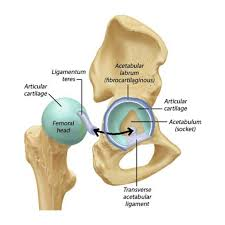 Acetabular
labrum
(fibrocartilaginous)
Ligamentum
teres
Articular
cartilage
Femoral
head
Articular
cartilage
Acetabulum
(socket)
Transverse
acetabular
ligament